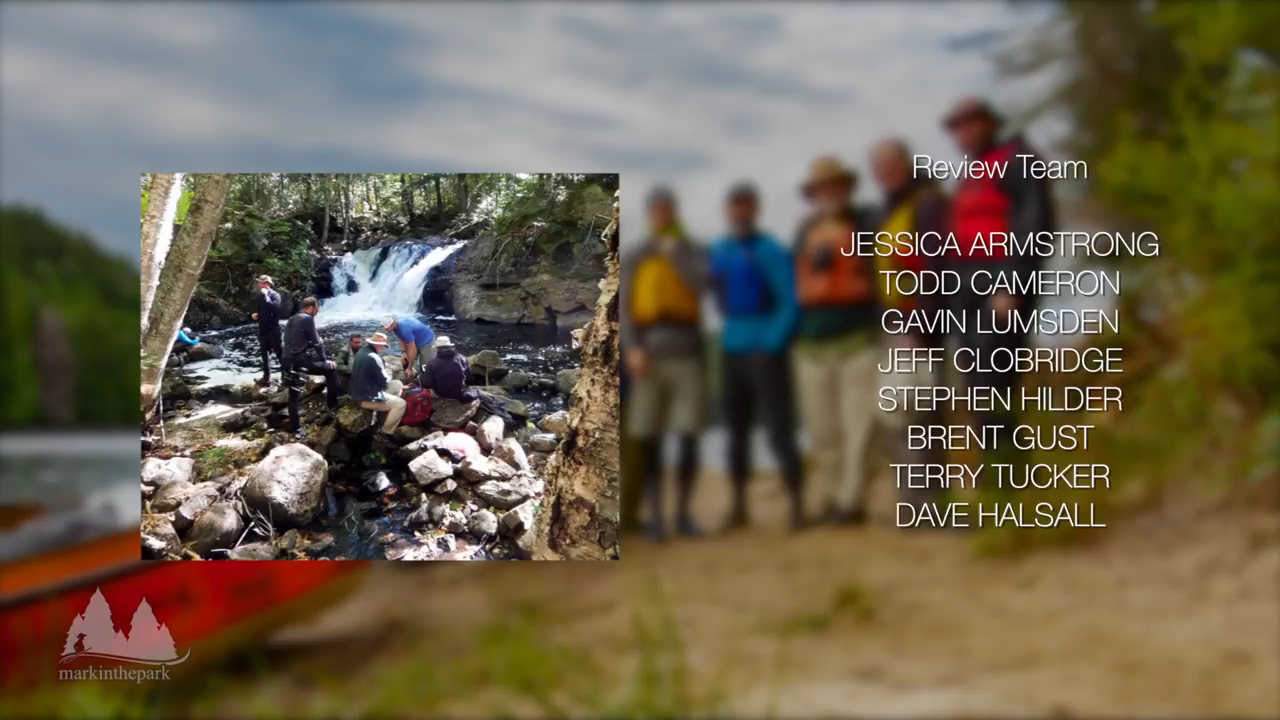 Review Team
JESSICA ARMSTRONG
TODD CAMERON
GAVIN LUMSDEN
JEFF CLOBRIDGE
STEPHEN HILDER
BRENT GUST
TERRY TUCKER
DAVE HALSALL
markinthepark